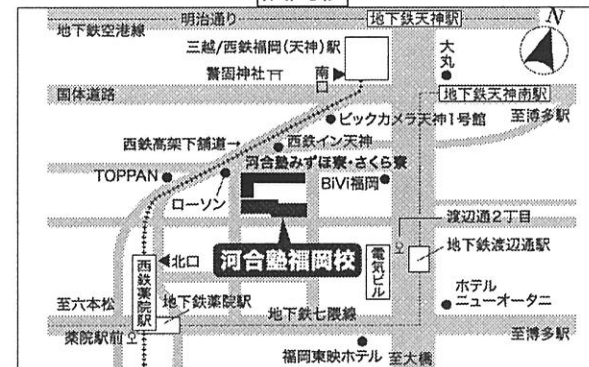 明治通り
地下鉄天神駅
N
地下鉄空港線
三越/西鉄福岡(天神)駅
大丸
警固神社
南口
国体道路
地下鉄天神南駅
ビックカメラ天神1号館
至博多駅
西鉄高架下舗道→
西鉄イン天神
河合塾みずほ寮・さくら寮
TOPPAN
BiVi福岡
ローソン
渡辺通2丁目
河合塾福岡校
電気ビル
地下鉄渡辺通駅
北口
西鉄薬院駅
ホテル
ニューオータニ
至六本松
地下鉄薬院駅
地下鉄七隈線
薬院駅前
至博多駅
福岡東映ホテル
至大橋